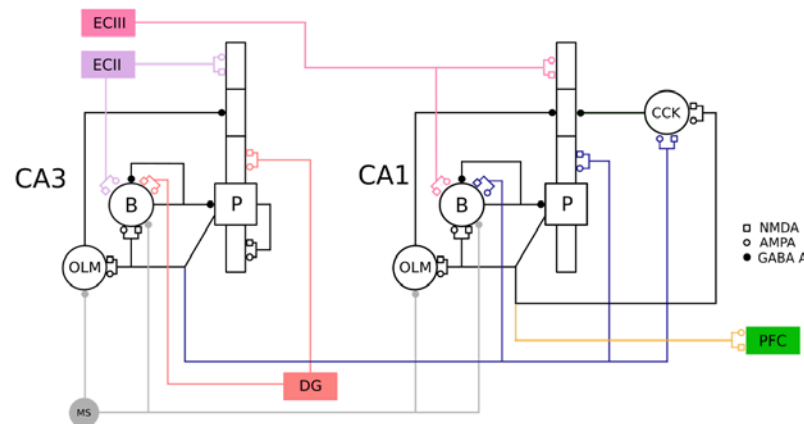 ECIII
ECII
CCK
CA3
CA1
B
P
B
P
NMDA
AMPA
GABA A
OLM
OLM
PFC
DG
MS